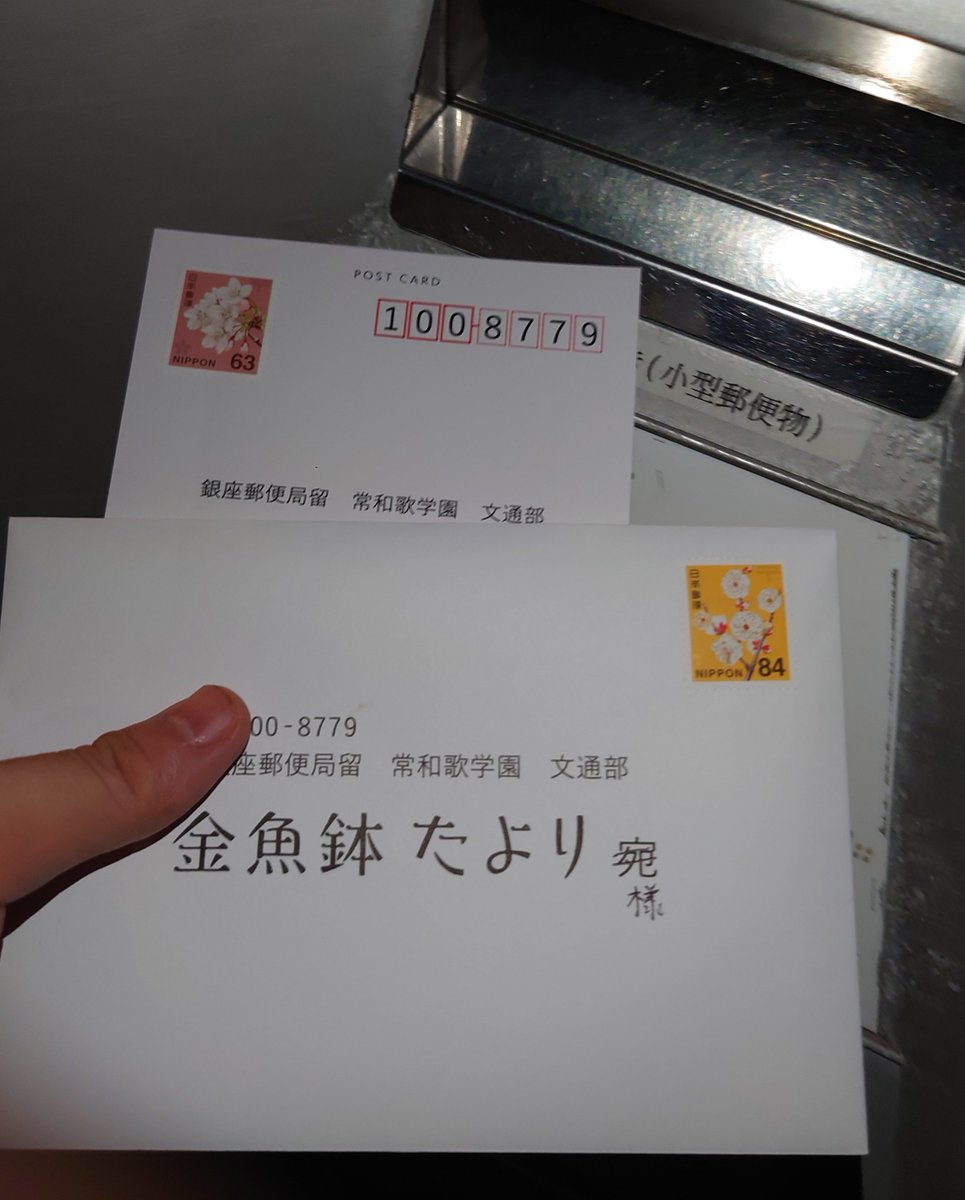 POST CARD
日本郵便
NIPPON 63
100-8779
(小型郵便物)
銀座郵便局留 常和歌学園 文通部
日本郵便
NIPPON 84
00-8779
座郵便局留 常和歌学園 文通部
金魚鉢 たより 宛
様